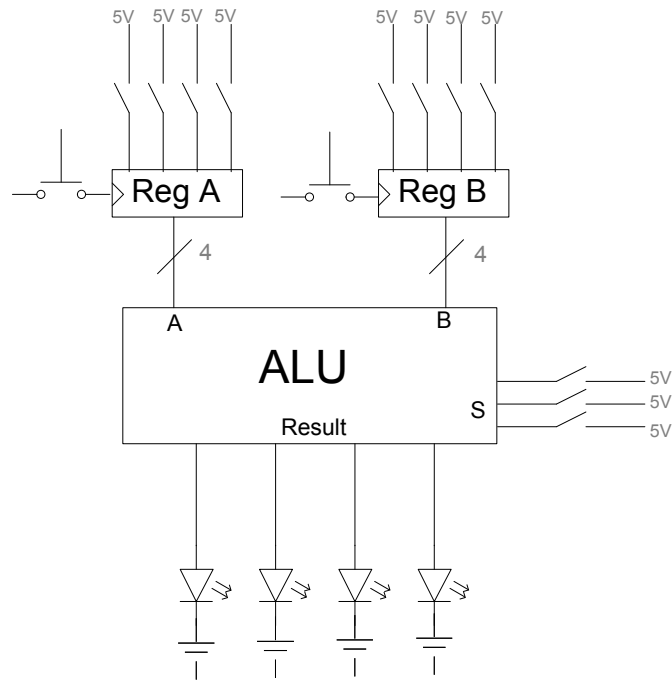 5V 5V 5V 5V 5V 5V 5V 5V
Reg A Reg B
4 4
A B
ALU
5V
S 5V
Result 5V